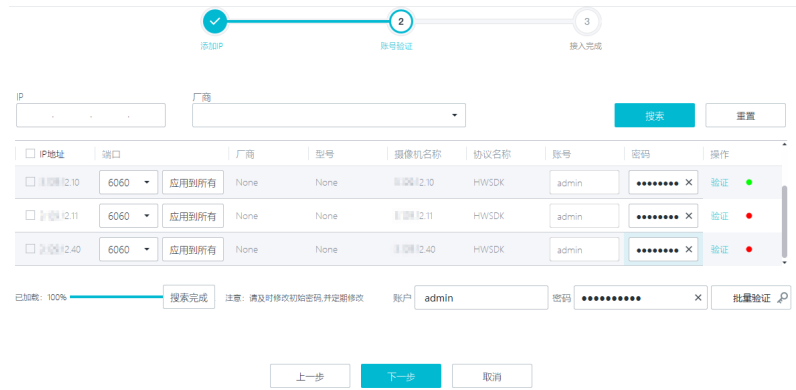 2
3
添加IP
账号验证
接入完成
IP
厂商
搜索
重置
IP地址
端口
厂商
型号
摄像机名称
协议名称
账号
密码
操作
2.10
6060
应用到所有
None
None
2.10
HWSDK
admin
验证
2.11
6060
应用到所有
None
None
2.11
HWSDK
admin
验证
2.40
6060
应用到所有
None
None
2.40
HWSDK
admin
验证
已加载：100%
搜索完成
注意：请及时修改初始密码,并定期修改
账户
admin
密码
批量验证
上一步
下一步
取消